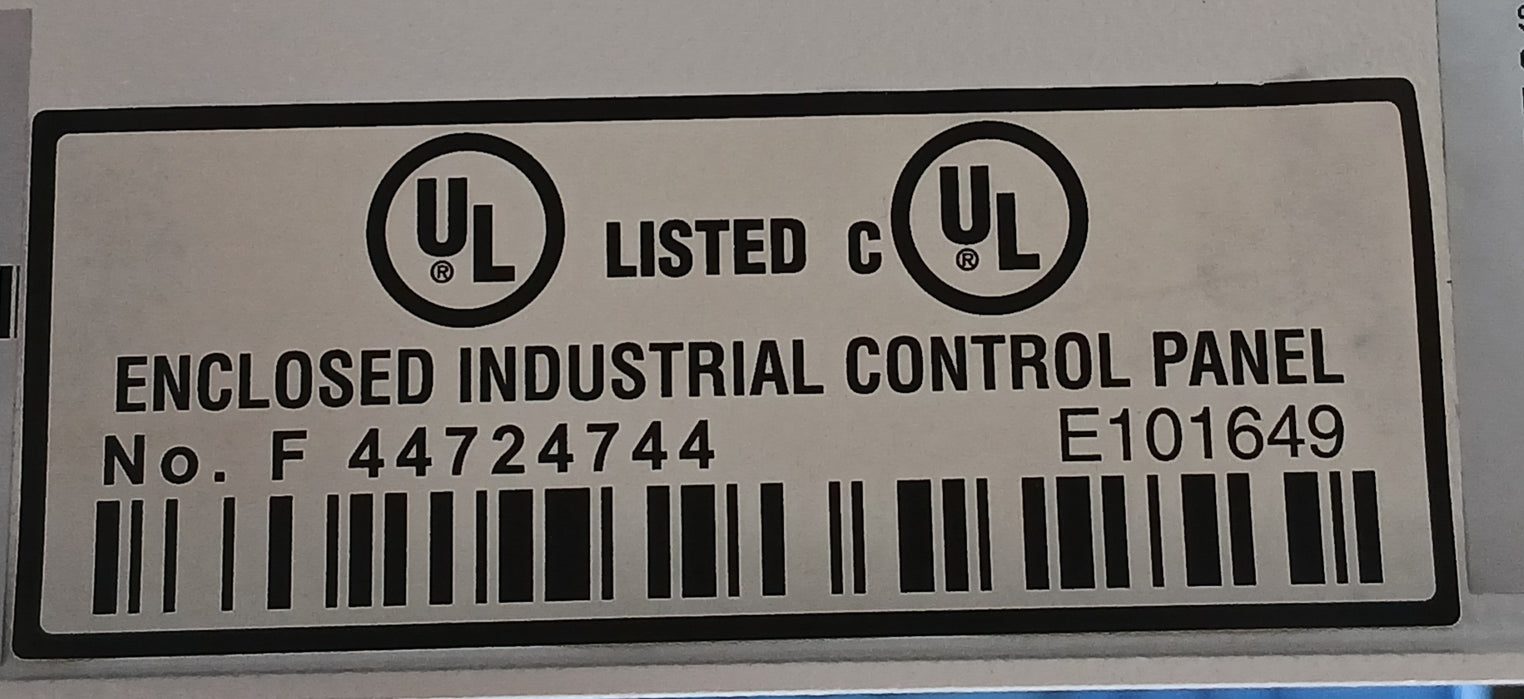 UL® LISTED C UL®
ENCLOSED INDUSTRIAL CONTROL PANEL
No. F 44724744 E101649